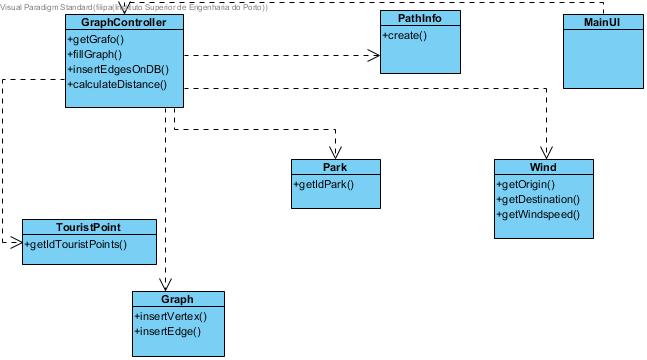 Visual Paradigm Standard(filipa(Instituto Superior de Engenharia do Porto))
GraphController
+getGrafo()
+fillGraph()
+insertEdgesOnDB()
+calculateDistance()
PathInfo
+create()
MainUI
Park
+getIdPark()
Wind
+getOrigin()
+getDestination()
+getWindspeed()
TouristPoint
+getIdTouristPoints()
Graph
+insertVertex()
+insertEdge()